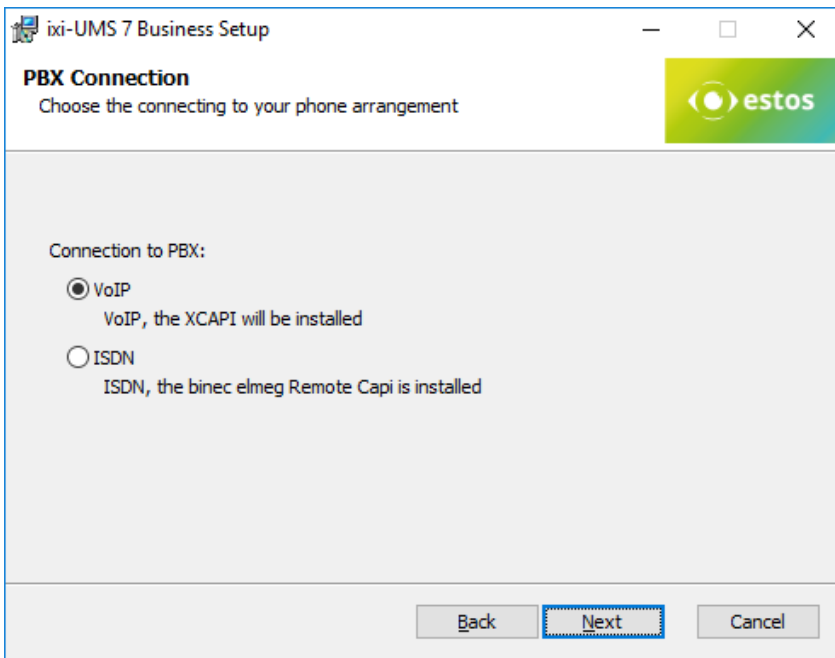 ixi-UMS 7 Business Setup
PBX Connection
Choose the connecting to your phone arrangement
estos
Connection to PBX:
VoIP
VoIP, the XCAPI will be installed
ISDN
ISDN, the binec elmeg Remote Capi is installed
Back Next Cancel